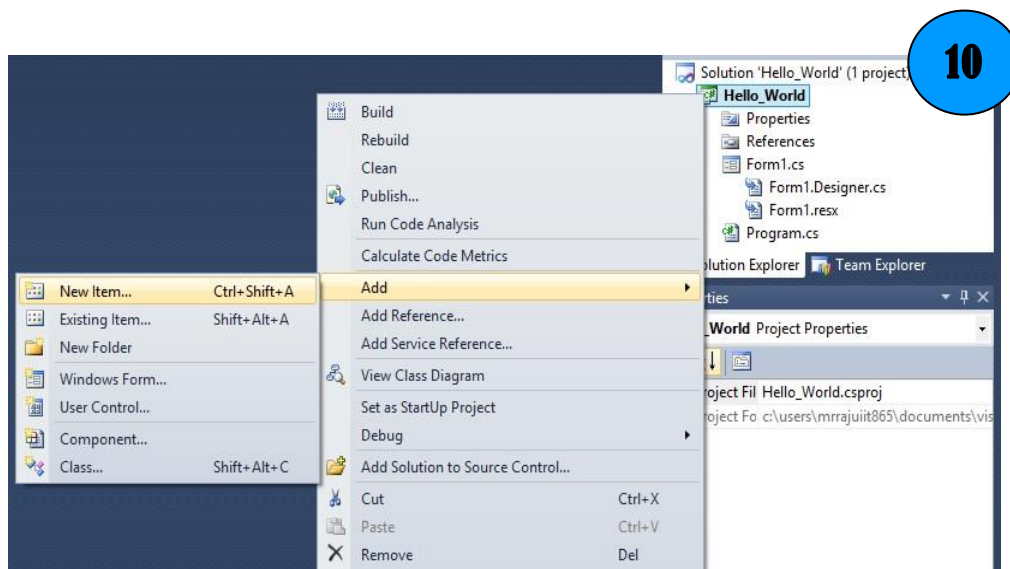 10
Solution 'Hello_World' (1 project)
Hello_World
Properties
References
Form1.cs
Form1.Designer.cs
Form1.resx
Program.cs
Solution Explorer Team Explorer
Build
Rebuild
Clean
Publish...
Run Code Analysis
Calculate Code Metrics
Add
Add Reference...
Add Service Reference...
View Class Diagram
Set as StartUp Project
Debug
Add Solution to Source Control...
Cut Ctrl+X
Paste Ctrl+V
Remove Del
New Item... Ctrl+Shift+A
Existing Item... Shift+Alt+A
New Folder
Windows Form...
User Control...
Component...
Class... Shift+Alt+C
rties
_World Project Properties
roject Fil Hello_World.csproj
roject Fo c:\users\mrrajuiit865\documents\vis